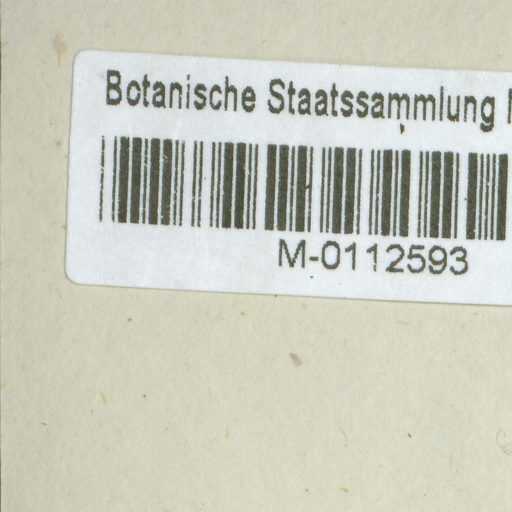 Botanische Staatssammlung
M-0112593